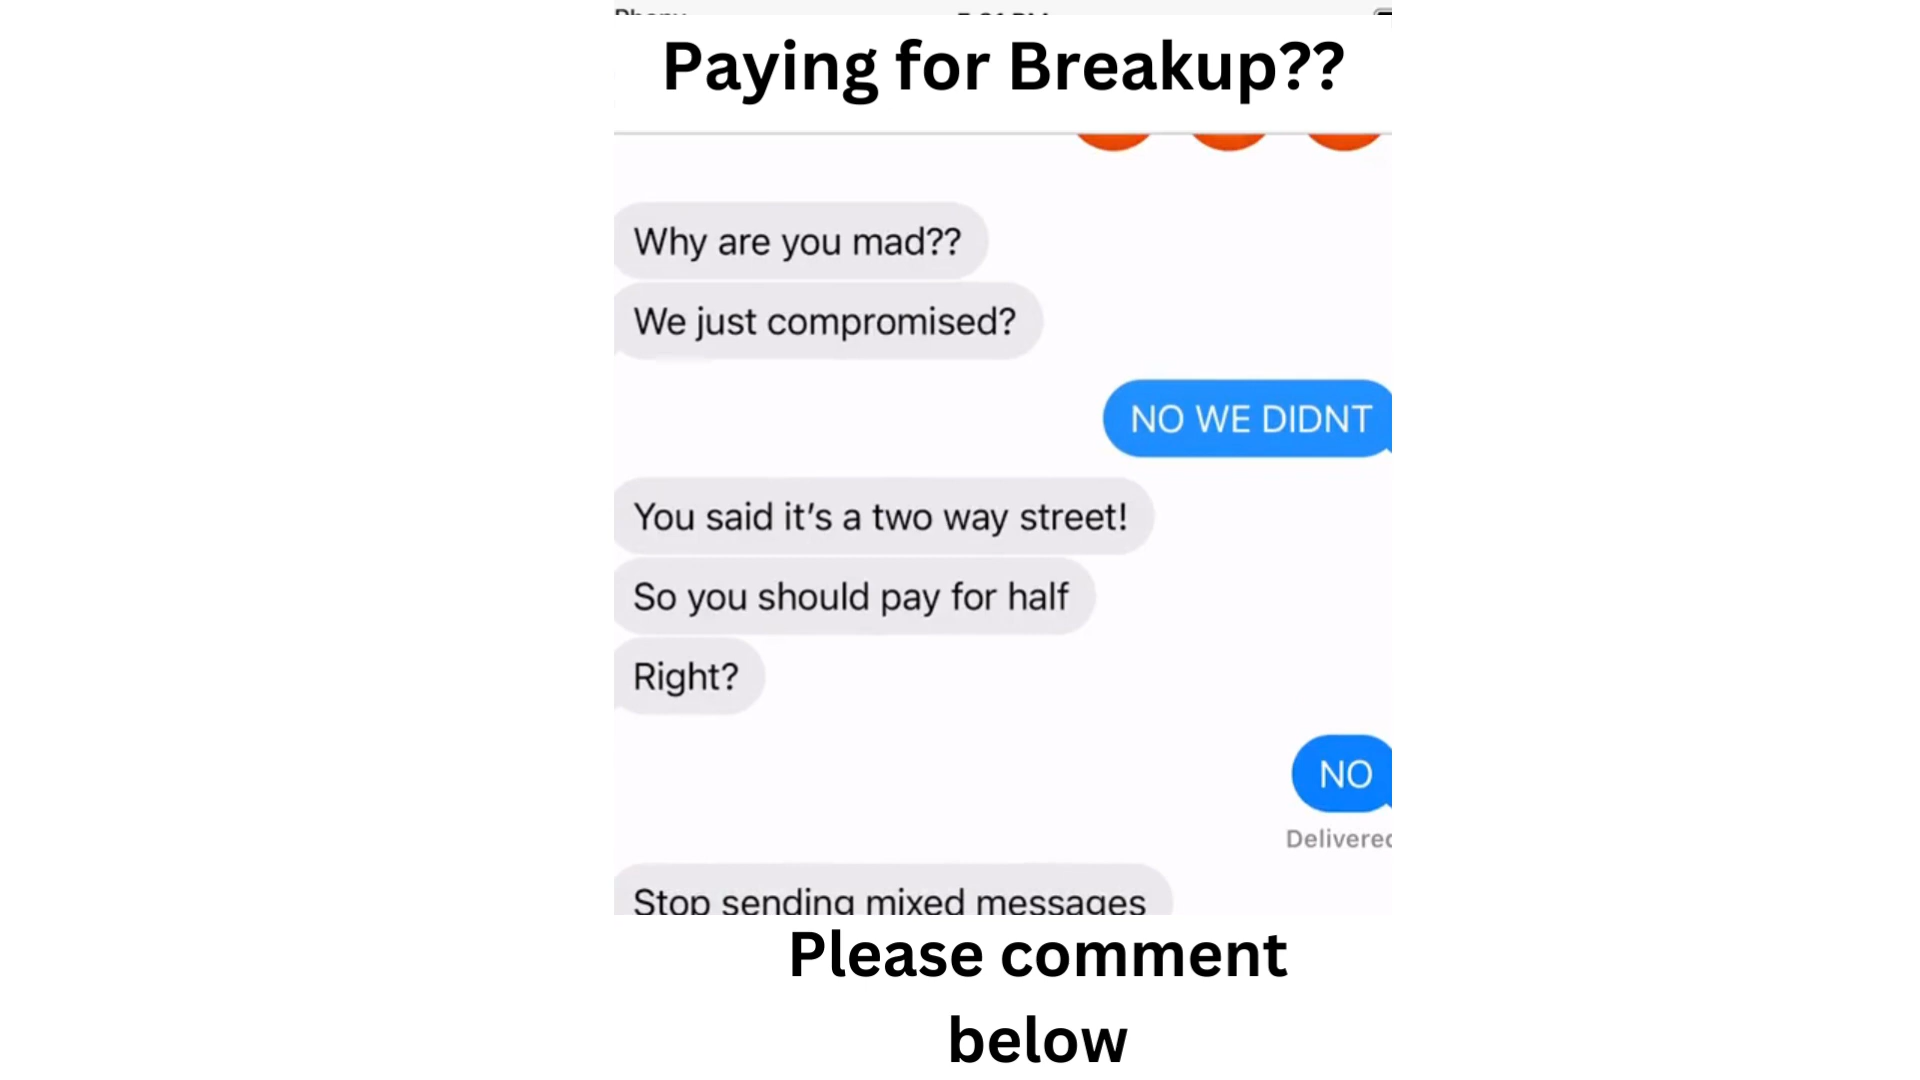 Paying for Breakup??
Why are you mad??
We just compromised?
NO WE DIDNT
You said it's a two way street!
So you should pay for half
Right?
NO
Delivered
Stop sending mixed messages
Please comment
below